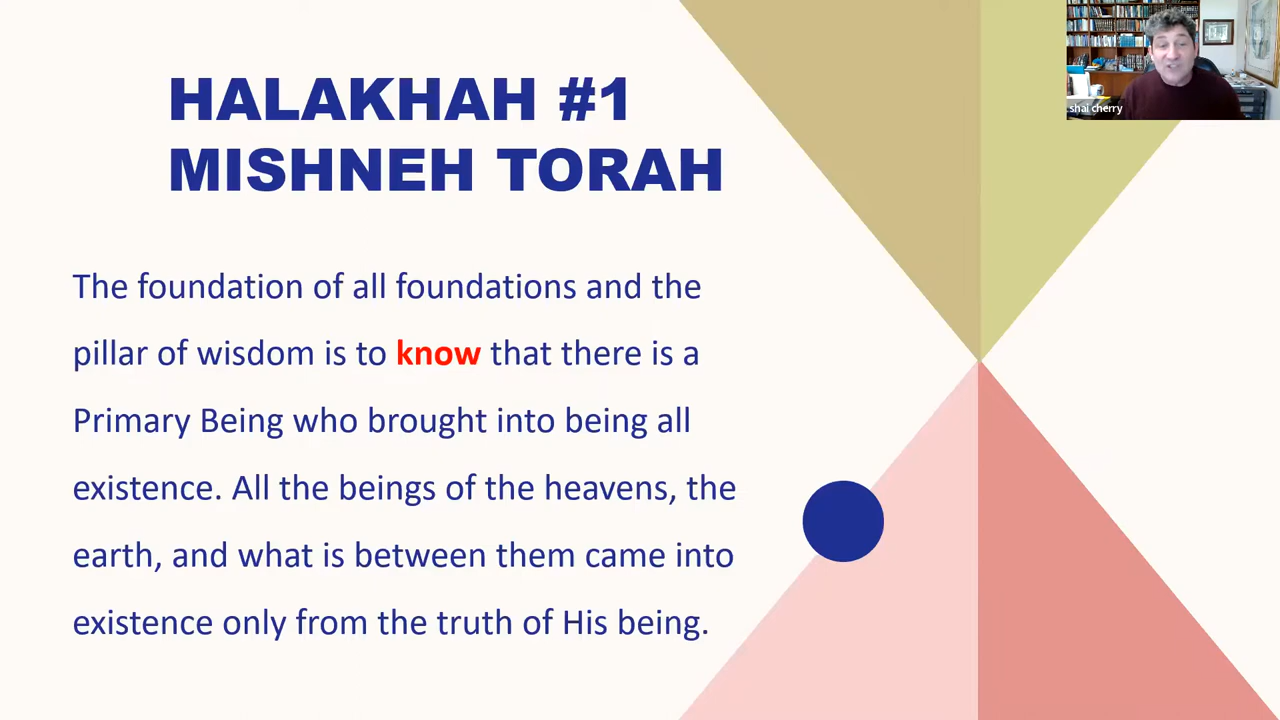 HALAKHAH #1
MISHNEH TORAH
The foundation of all foundations and the
pillar of wisdom is to know that there is a
Primary Being who brought into being all
existence. All the beings of the heavens, the
earth, and what is between them came into
existence only from the truth of His being.
shai cherry